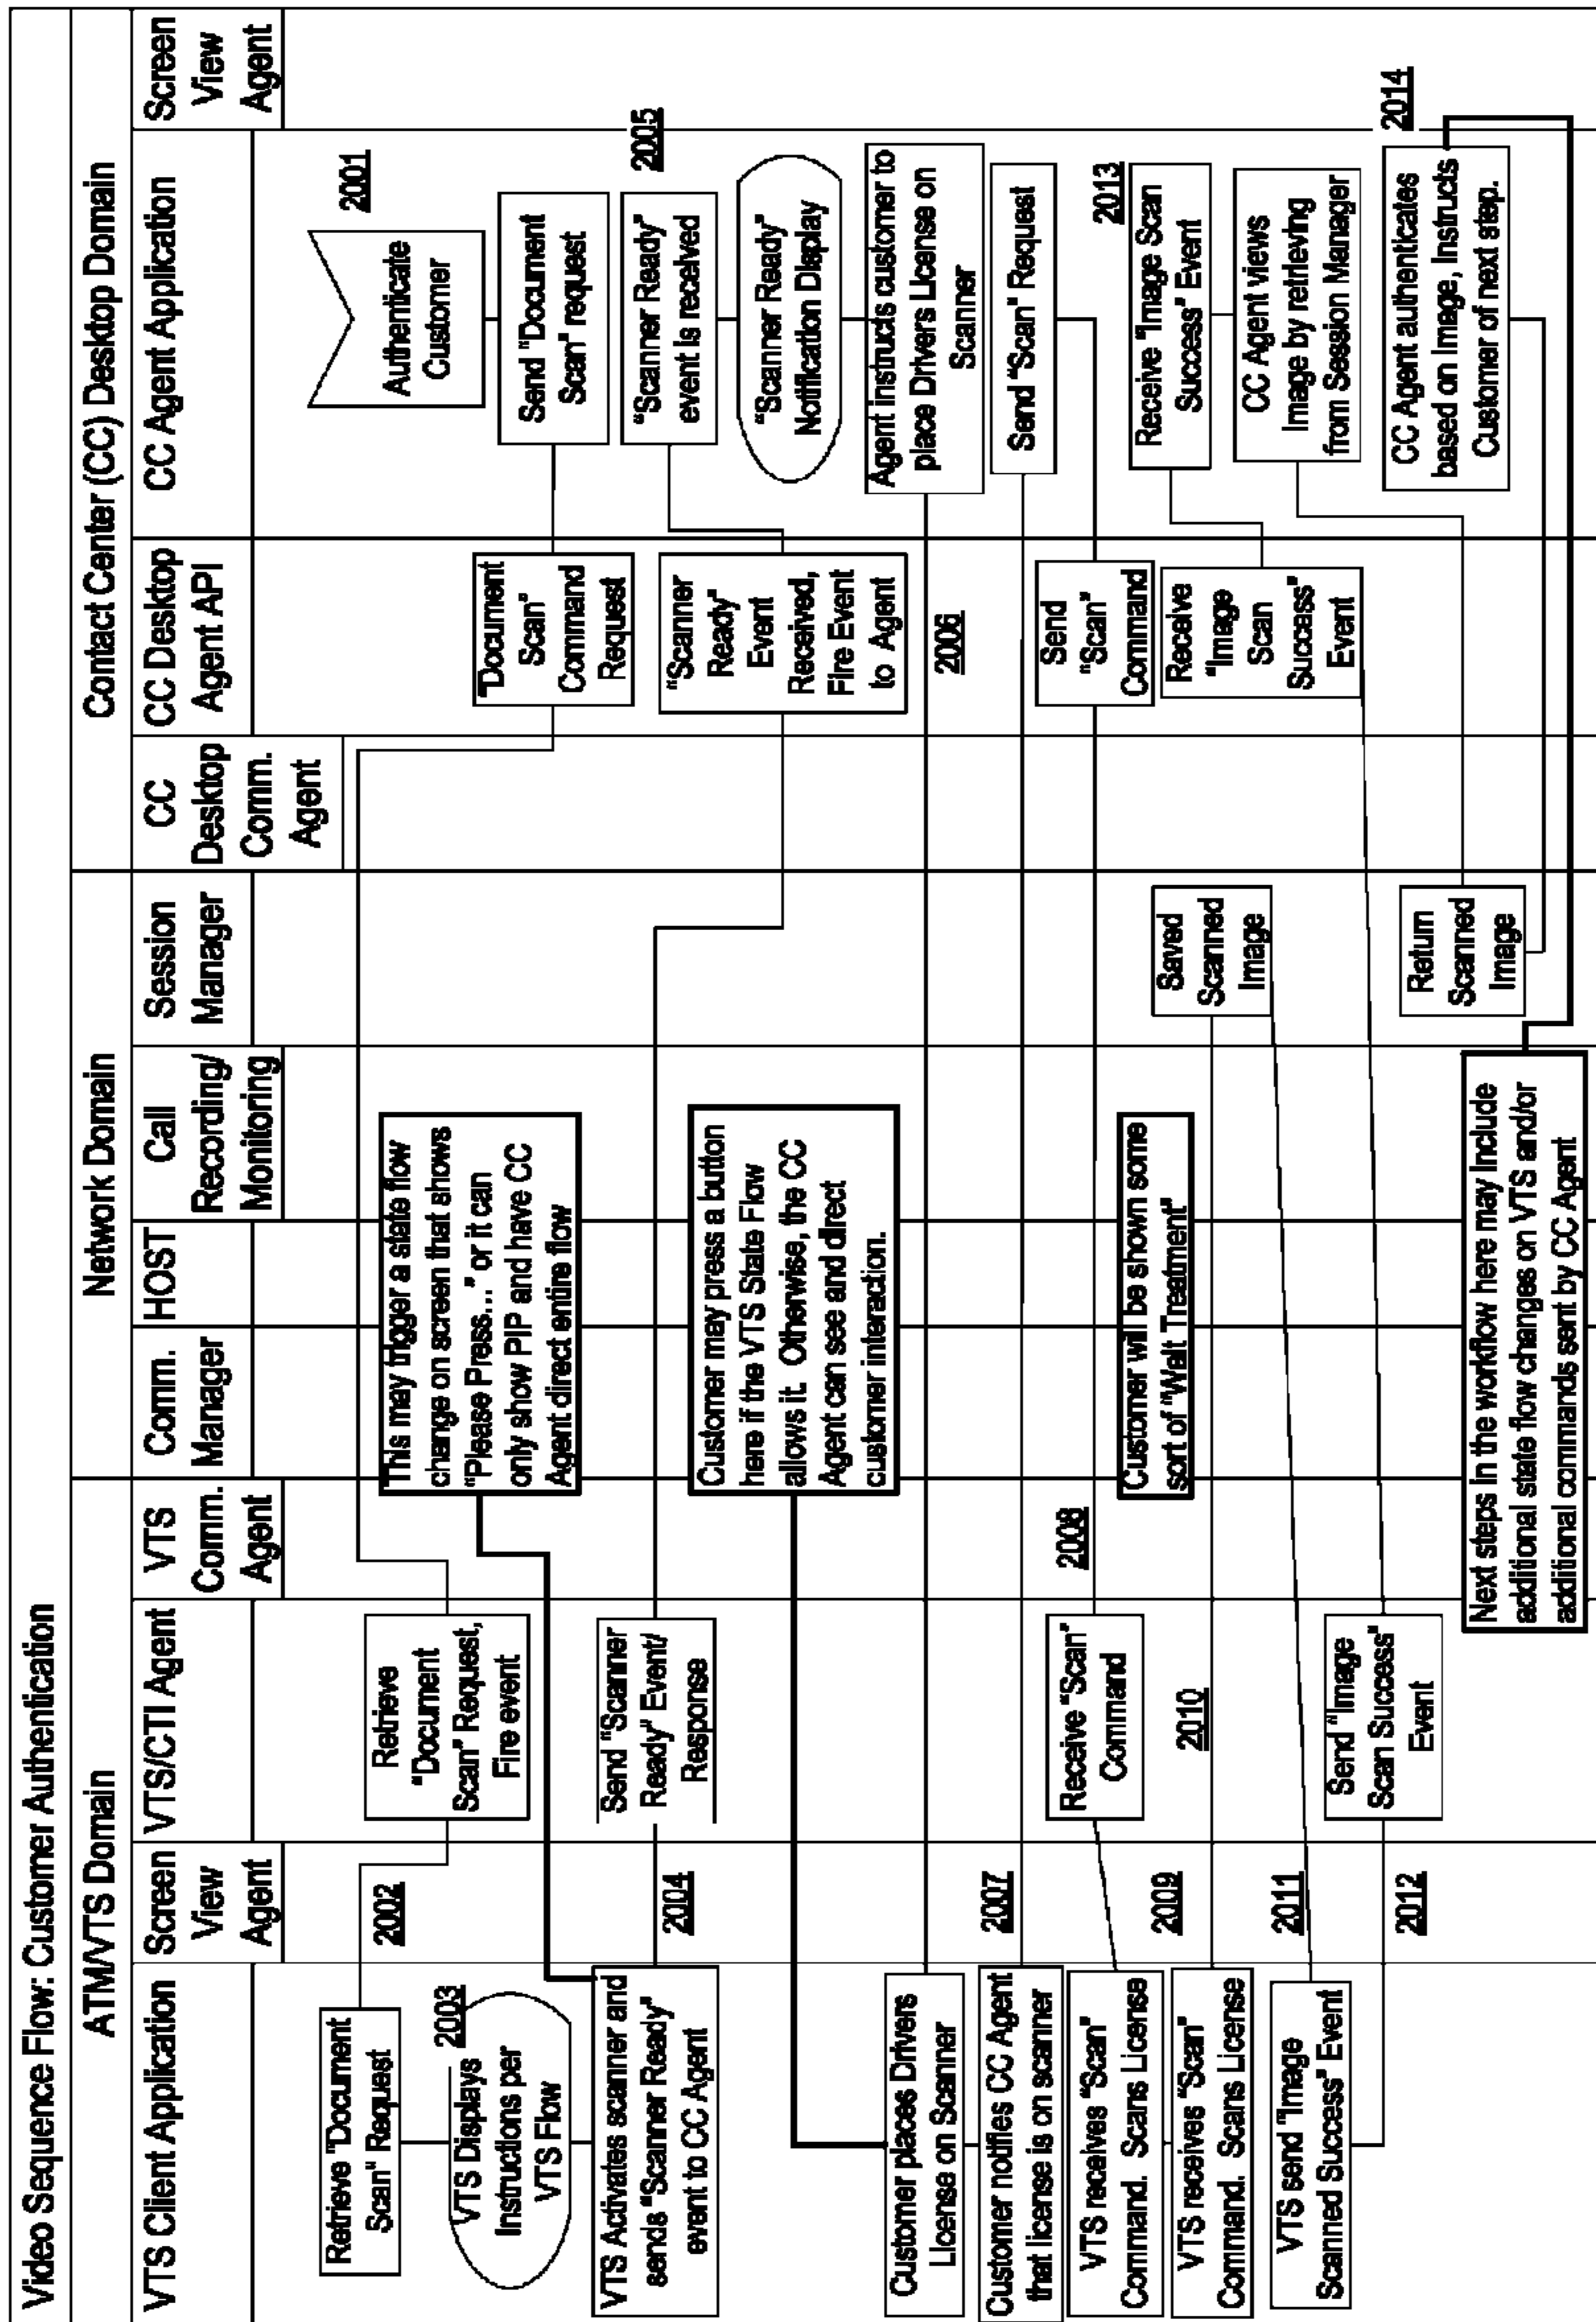 Video Sequence Flow: Customer Authentication
ATM/VTS Domain
Network Domain
Contact Center (CC) Desktop Domain
VTS Client Application
Screen
View
Agent
VTS/CTI Agent
VTS
Comm.
Agent
Comm.
Manager
HOST
Call
Recording/
Monitoring
Session
Manager
CC
Desktop
Comm.
Agent
CC Desktop
Agent API
CC Agent Application
Screen
View
Agent
2001
Authenticate
Customer
Send "Document
Scan" request
"Document
Scan"
Command
Request
Retrieve
"Document
Scan" Request,
Fire event
2002
Retrieve "Document
Scan" Request
2003
VTS Displays
Instructions per
VTS Flow
This may trigger a state flow
change on screen that shows
"Please Press..." or it can
only show PIP and have CC
Agent direct entire flow
VTS Activates scanner and
sends "Scanner Ready"
event to CC Agent
2004
Send "Scanner
Ready" Event/
Response
"Scanner
Ready"
Event
Received,
Fire Event
to Agent
2005
"Scanner Ready"
event is received
"Scanner Ready"
Notification Display
Agent instructs customer to
place Drivers License on
Scanner
2006
Customer may press a button
here if the VTS State Flow
allows it. Otherwise, the CC
Agent can see and direct
customer interaction.
Customer places Drivers
License on Scanner
2007
Customer notifies CC Agent
that license is on scanner
Send "Scan" Request
Send
"Scan"
Command
2008
Receive "Scan"
Command
VTS receives "Scan"
Command. Scans License
2009
VTS receives "Scan"
Command. Scans License
2010
Customer will be shown some
sort of "Wait Treatment"
Saved
Scanned
Image
2011
VTS send "Image
Scanned Success" Event
2012
Send "Image
Scan Success"
Event
Receive
"Image
Scan
Success"
Event
2013
Receive "Image Scan
Success" Event
CC Agent views
Image by retrieving
from Session Manager
Return
Scanned
Image
2014
CC Agent authenticates
based on Image, Instructs
Customer of next step.
Next steps in the workflow here may include
additional state flow changes on VTS and/or
additional commands sent by CC Agent